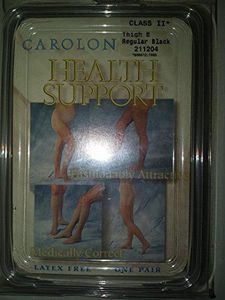 CLASS II*
CAROLON
Thigh B
Regular Black
211204
HEALTH
SUPPORT
Fashionably Attractive
Medically Correct
LATEX FREE ONE PAIR